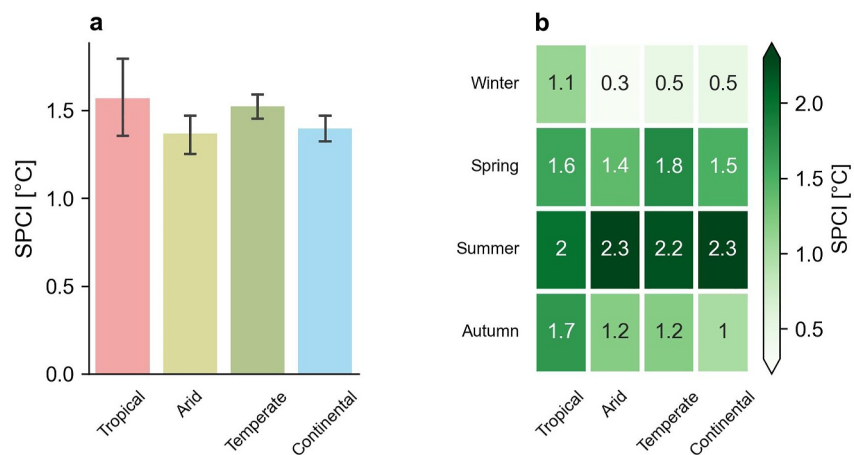 a
SPCI [°C]
1.5
1.0
0.5
0.0
Tropical
Arid
Temperate
Continental
b
Winter
1.1 0.3 0.5 0.5
Spring
1.6 1.4 1.8 1.5
Summer
2 2.3 2.2 2.3
Autumn
1.7 1.2 1.2 1
Tropical
Arid
Temperate
Continental
2.0
1.5
1.0
0.5
SPCI [°C]